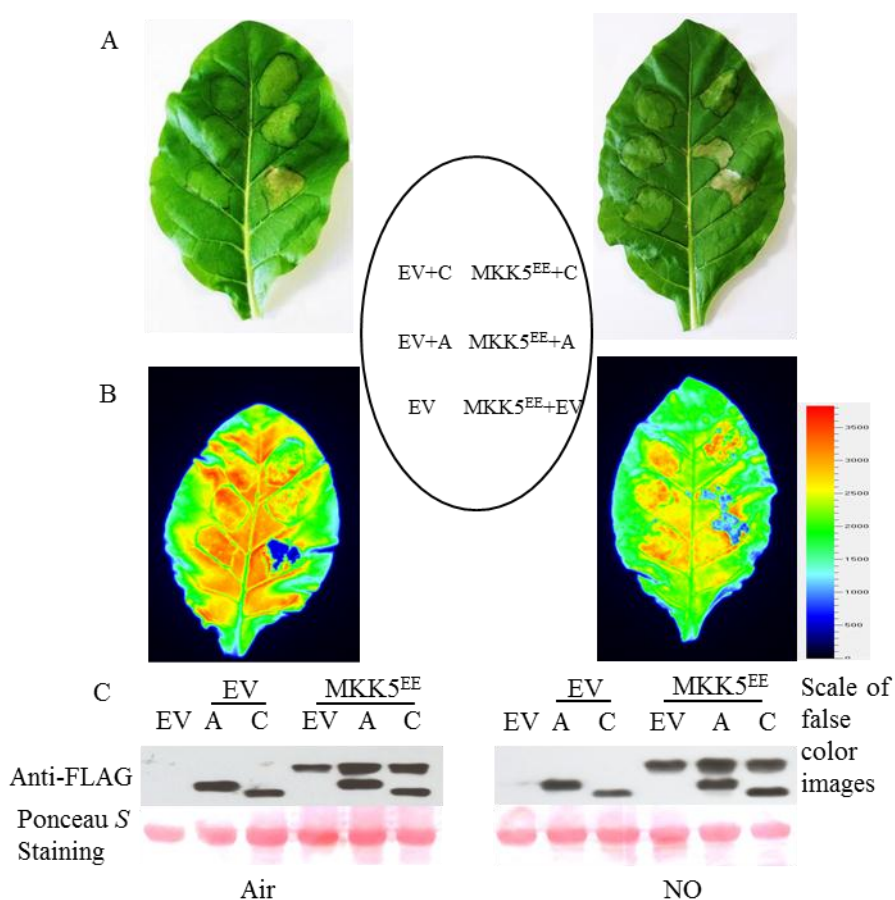 A
EV+C MKK5EE+C
EV+A MKK5EE+A
EV MKK5EE+EV
B
3500
3000
2500
2000
1500
1000
500
0
Scale of
false
color
images
C
EV MKK5EE
EV A C EV A C
EV MKK5EE
EV A C EV A C
Anti-FLAG
Ponceau S
Staining
Air
NO